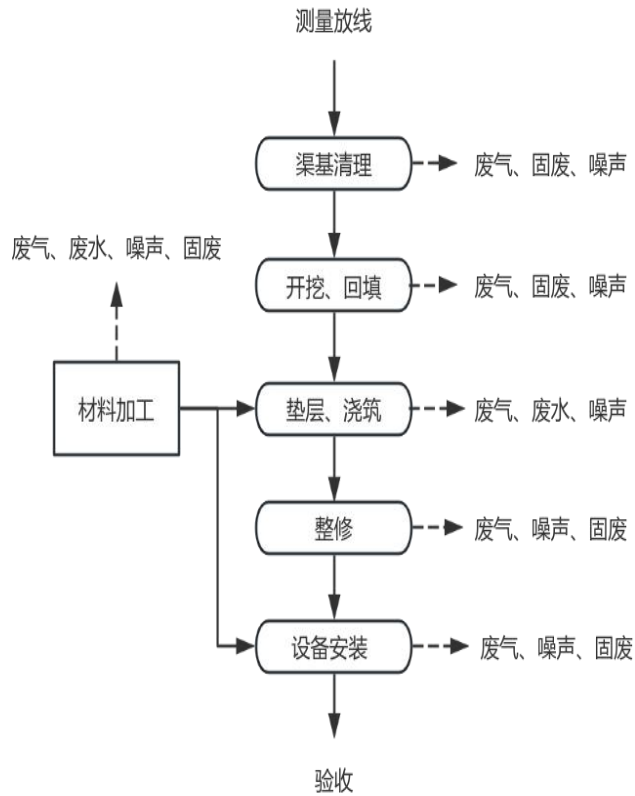 测量放线
渠基清理
废气、固废、噪声
废气、废水、噪声、固废
开挖、回填
废气、固废、噪声
材料加工
垫层、浇筑
废气、废水、噪声
整修
废气、噪声、固废
设备安装
废气、噪声、固废
验收